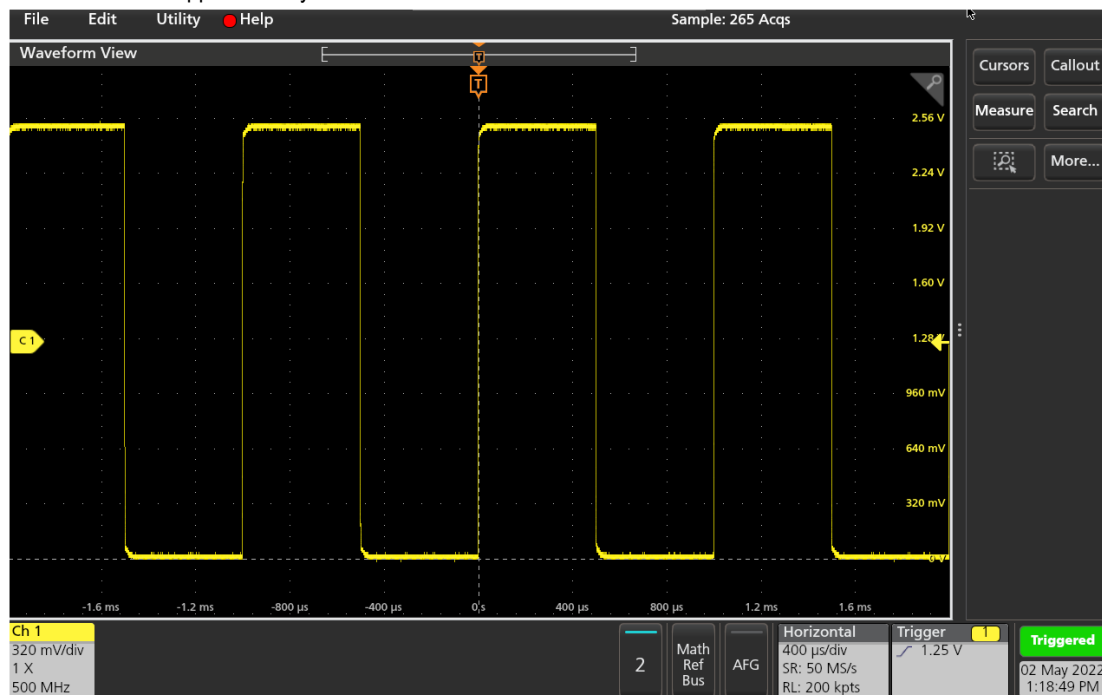 File Edit Utility Help Sample: 265 Acqs
Waveform View
T
T
Cursors Callout
Measure Search
More...
2.56 V
2.24 V
1.92 V
1.60 V
C 1
1.28 V
960 mV
640 mV
320 mV
0 V
-1.6 ms -1.2 ms -800 µs -400 µs 0 s 400 µs 800 µs 1.2 ms 1.6 ms
Ch 1
320 mV/div
1 X
500 MHz
2
Math
Ref
Bus
AFG
Horizontal
400 µs/div
SR: 50 MS/s
RL: 200 kpts
Trigger 1
1.25 V
Triggered
02 May 2022
1:18:49 PM